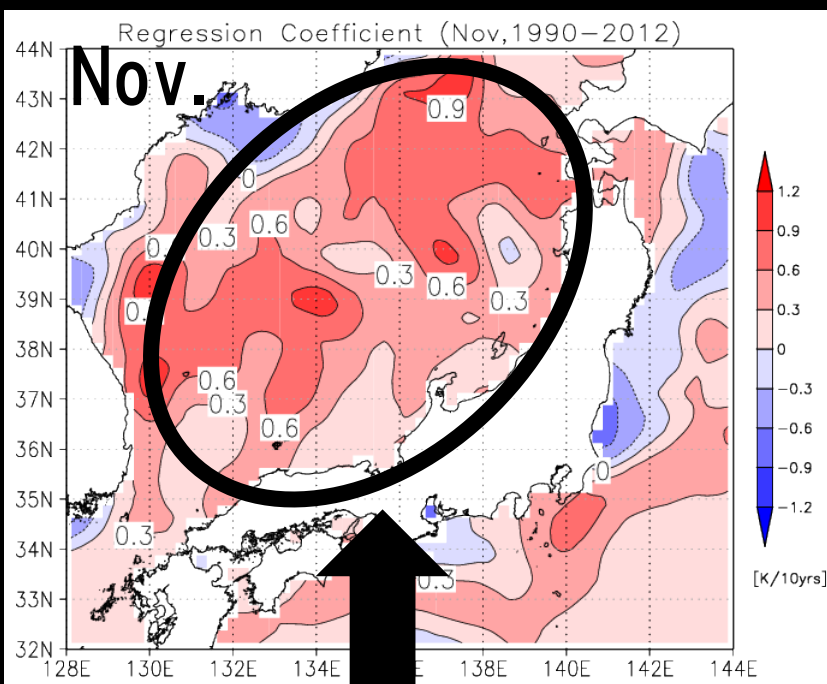 Regression Coefficient (Nov,1990−2012)
Nov.
44N
43N
42N
41N
40N
39N
38N
37N
36N
35N
34N
33N
32N
128E 130E 132E 134E 138E 140E 142E 144E
0.9
0
0.6
0.3
0.3
0.6
0.3
0.6
0.3
0.6
0
0.3
0.3
1.2
0.9
0.6
0.3
0
−0.3
−0.6
−0.9
−1.2
[K/10yrs]